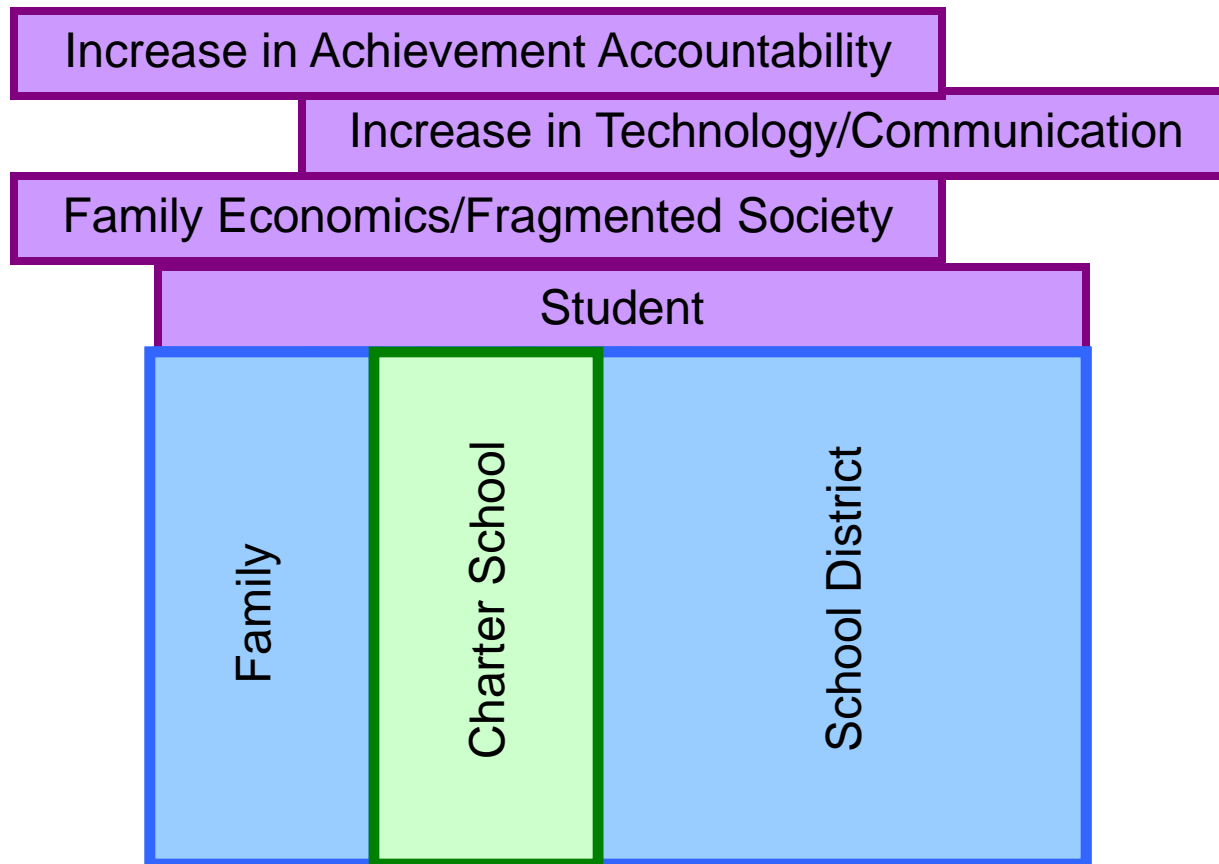 Increase in Achievement Accountability
Increase in Technology/Communication
Family Economics/Fragmented Society
Student
Family
Charter School
School District